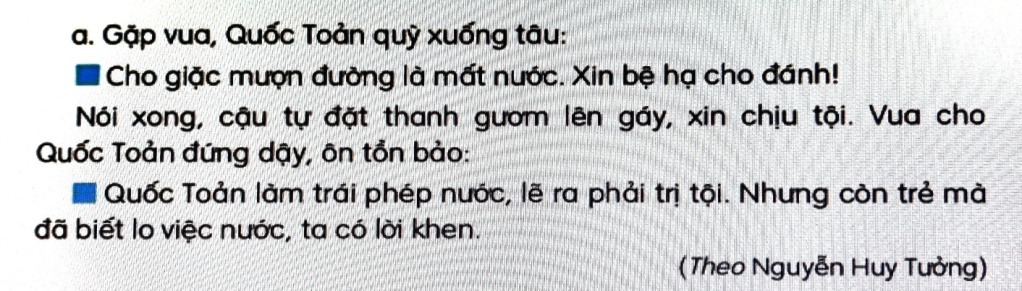 a. Gặp vua, Quốc Toản quỳ xuống tâu:
Cho giặc mượn đường là mất nước. Xin bệ hạ cho đánh!
Nói xong, cậu tự đặt thanh gươm lên gáy, xin chịu tội. Vua cho
Quốc Toản đứng dậy, ôn tồn bảo:
Quốc Toản làm trái phép nước, lẽ ra phải trị tội. Nhưng còn trẻ mà
đã biết lo việc nước, ta có lời khen.
(Theo Nguyễn Huy Tưởng)